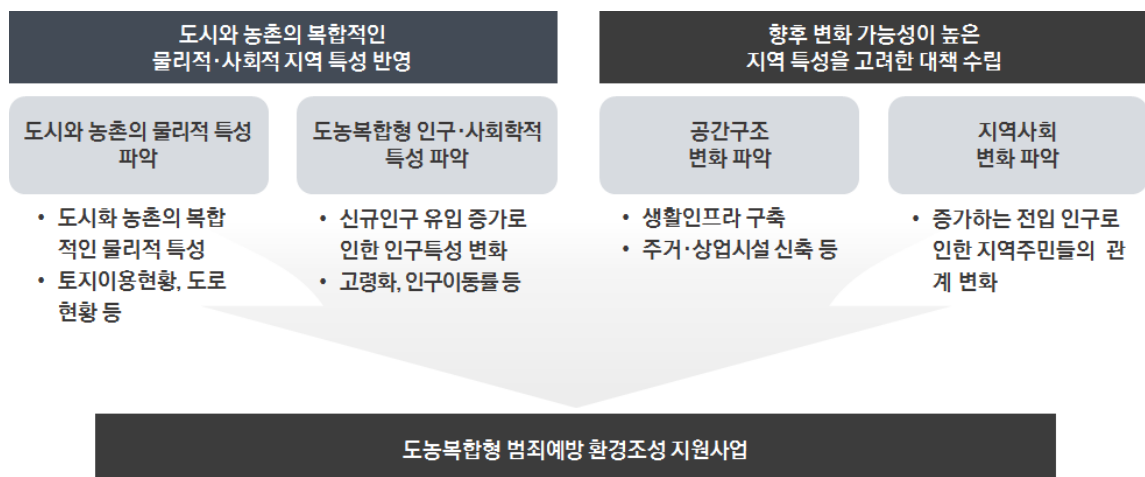 도시와 농촌의 복합적인
물리적·사회적 지역 특성 반영
향후 변화 가능성이 높은
지역 특성을 고려한 대책 수립
도시와 농촌의 물리적 특성
파악
도농복합형 인구·사회학적
특성 파악
공간구조
변화 파악
지역사회
변화 파악
• 도시화 농촌의 복합
적인 물리적 특성
• 토지이용현황, 도로
현황 등
• 신규인구 유입 증가로
인한 인구특성 변화
• 고령화, 인구이동률 등
• 생활인프라 구축
• 주거·상업시설 신축 등
• 증가하는 전입 인구로
인한 지역주민들의 관
계 변화
도농복합형 범죄예방 환경조성 지원사업